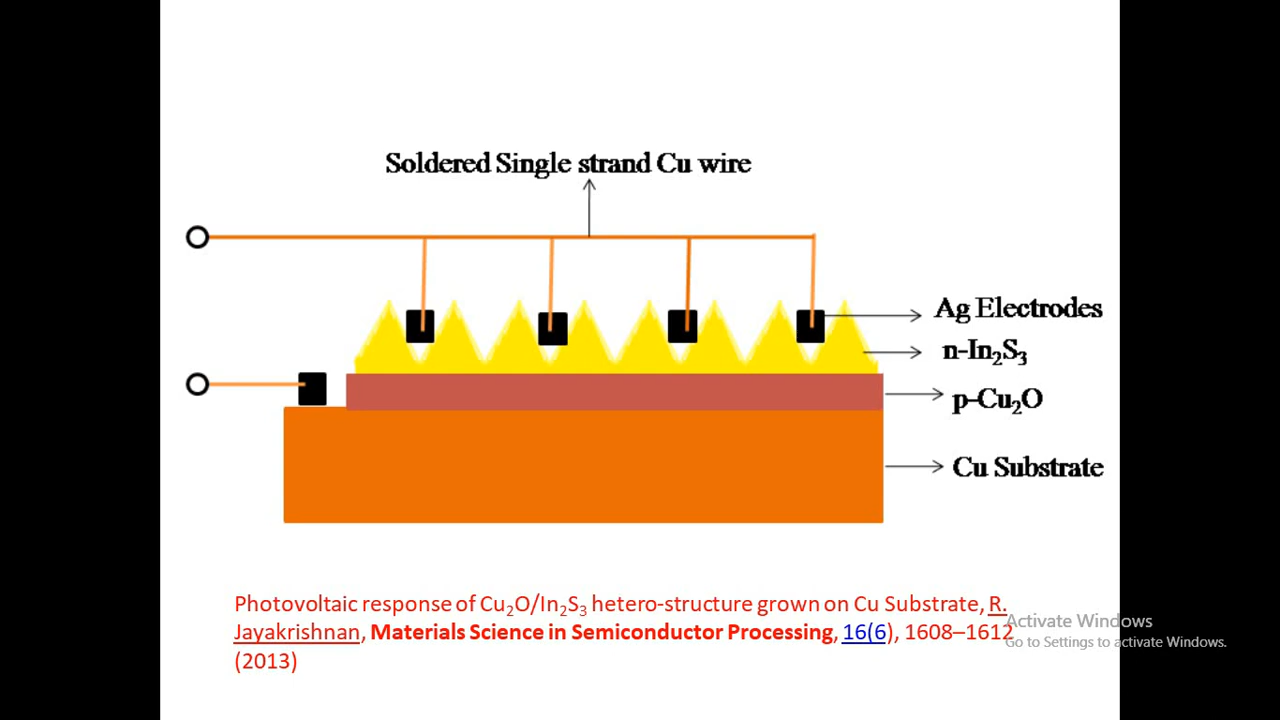 Soldered Single strand Cu wire
Ag Electrodes
n-In₂S₃
p-Cu₂O
Cu Substrate
Photovoltaic response of Cu₂O/In₂S₃ hetero-structure grown on Cu Substrate, R.
Jayakrishnan, Materials Science in Semiconductor Processing, 16(6), 1608–1612
(2013)
Activate Windows
Go to Settings to activate Windows.